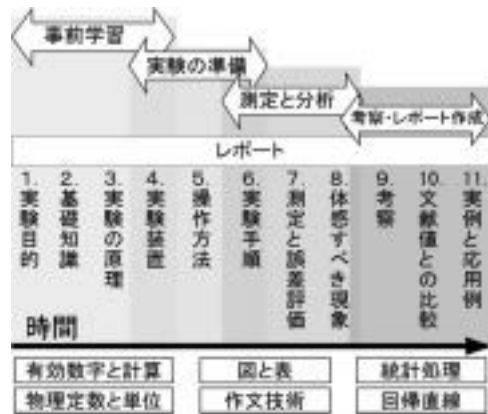 事前学習
実験の準備
測定と分析
考察・レポート作成
レポート
1.実験目的
2.基礎知識
3.実験の原理
4.実験装置
5.操作方法
6.実験手順
7.測定と誤差評価
8.体感すべき現象
9.考察
10.文献値との比較
11.実例と応用例
時間
有効数字と計算
図と表
統計処理
物理定数と単位
作文技術
回帰直線